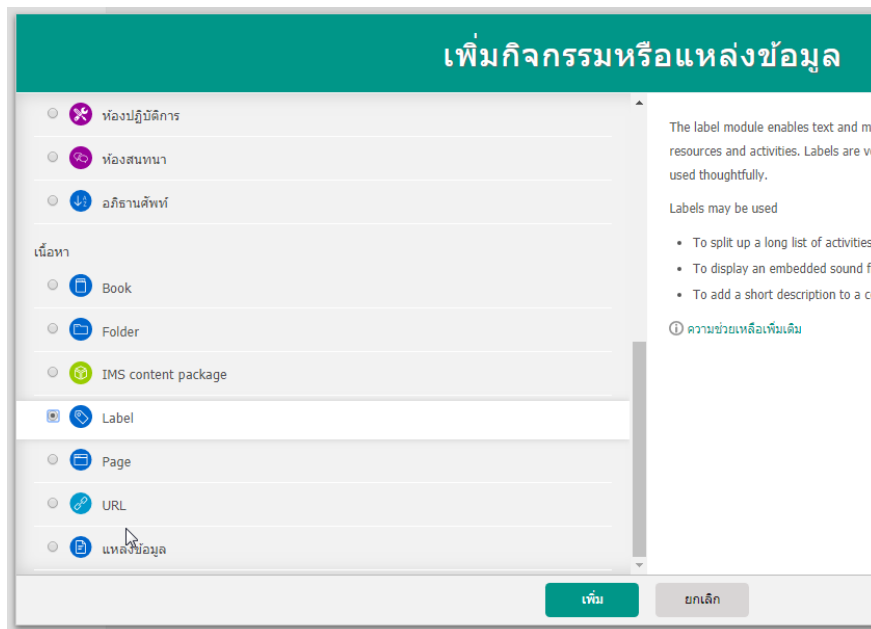 เพิ่มกิจกรรมหรือแหล่งข้อมูล
ห้องปฏิบัติการ
ห้องสนทนา
อภิธานศัพท์
เนื้อหา
Book
Folder
IMS content package
Label
Page
URL
แหล่งข้อมูล
The label module enables text and m
resources and activities. Labels are v
used thoughtfully.
Labels may be used
• To split up a long list of activities
• To display an embedded sound f
• To add a short description to a c
ความช่วยเหลือเพิ่มเติม
เพิ่ม
ยกเลิก